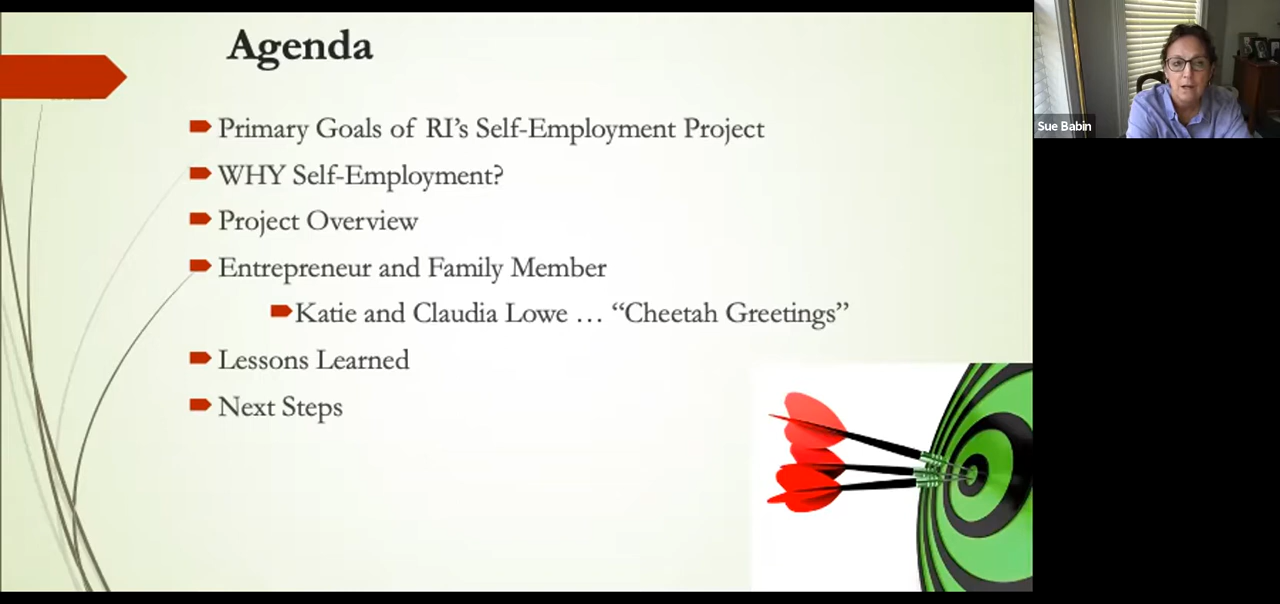 Agenda
Primary Goals of RI's Self-Employment Project
WHY Self-Employment?
Project Overview
Entrepreneur and Family Member
Katie and Claudia Lowe … “Cheetah Greetings”
Lessons Learned
Next Steps
Sue Babin